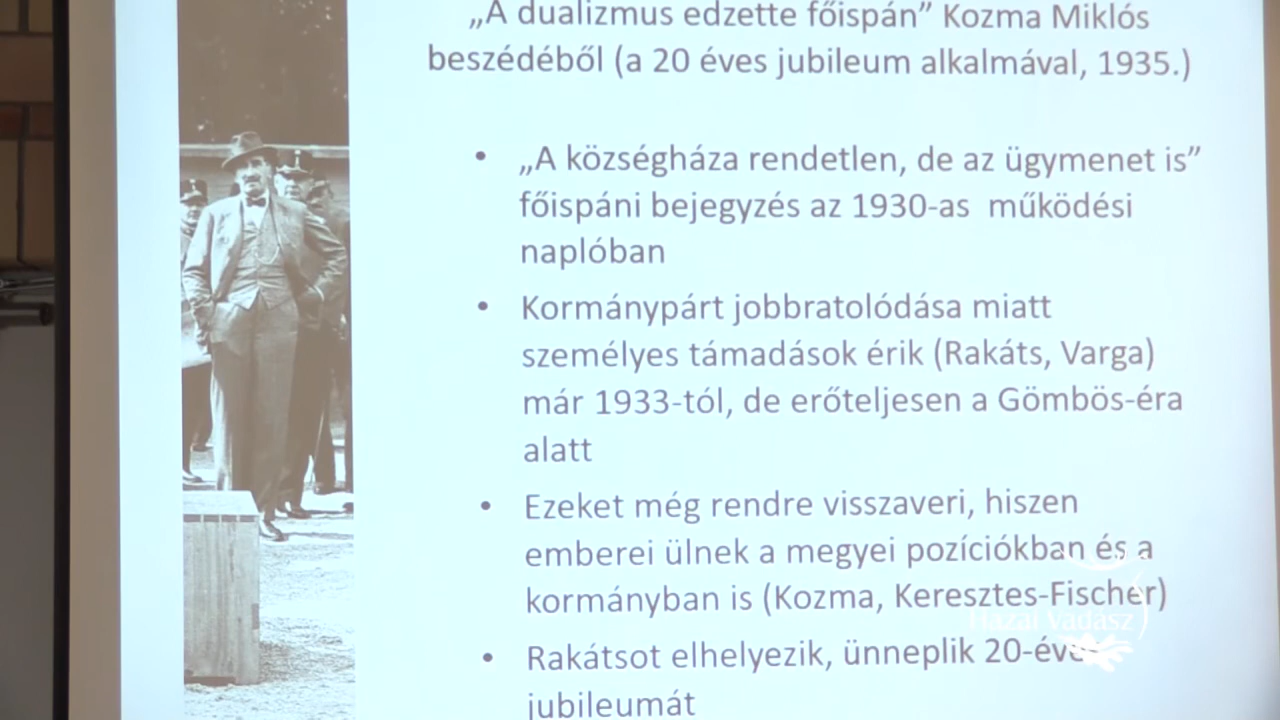 „A dualizmus edzette főispán” Kozma Miklós
beszédéből (a 20 éves jubileum alkalmával, 1935.)
• „A községháza rendetlen, de az ügymenet is”
főispáni bejegyzés az 1930-as működési
naplóban
• Kormánypárt jobbratolódása miatt
személyes támadások érik (Rakáts, Varga)
már 1933-tól, de erőteljesen a Gömbös-éra
alatt
• Ezeket még rendre visszaveri, hiszen
emberei ülnek a megyei pozíciókban és a
kormányban is (Kozma, Keresztes-Fischer)
Hazai Vadász
• Rakátsot elhelyezik, ünneplik 20-éves
jubileumát